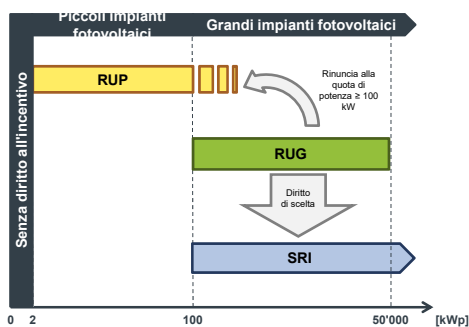 Piccoli impianti
fotovoltaici
Grandi impianti fotovoltaici
Senza diritto all'incentivo
RUP
Rinuncia alla
quota di
potenza ≥ 100
kW
RUG
Diritto
di scelta
SRI
0 2 100 50'000 [kWp]